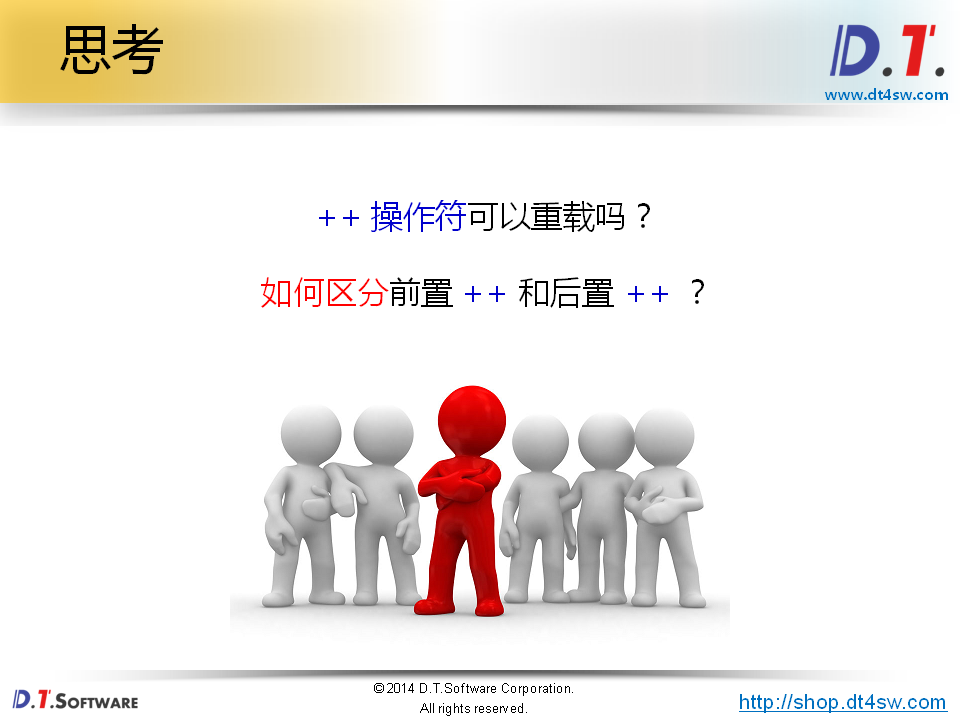 思考
D.T.
www.dt4sw.com
++ 操作符可以重载吗？
如何区分前置 ++ 和后置 ++ ？
D.T.SOFTWARE
©2014 D.T.Software Corporation.
All rights reserved.
http://shop.dt4sw.com